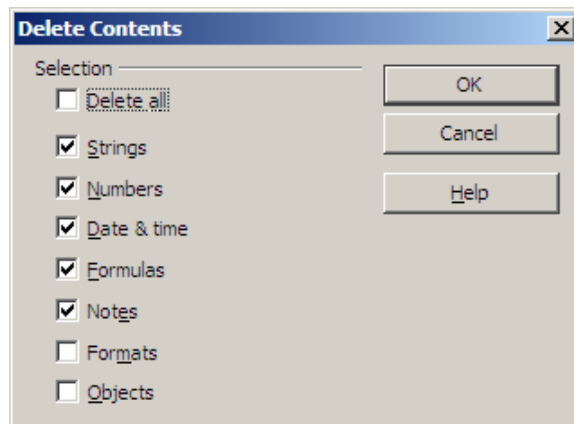 Delete Contents
Selection
Delete all
Strings
Numbers
Date & time
Formulas
Notes
Formats
Objects
OK
Cancel
Help